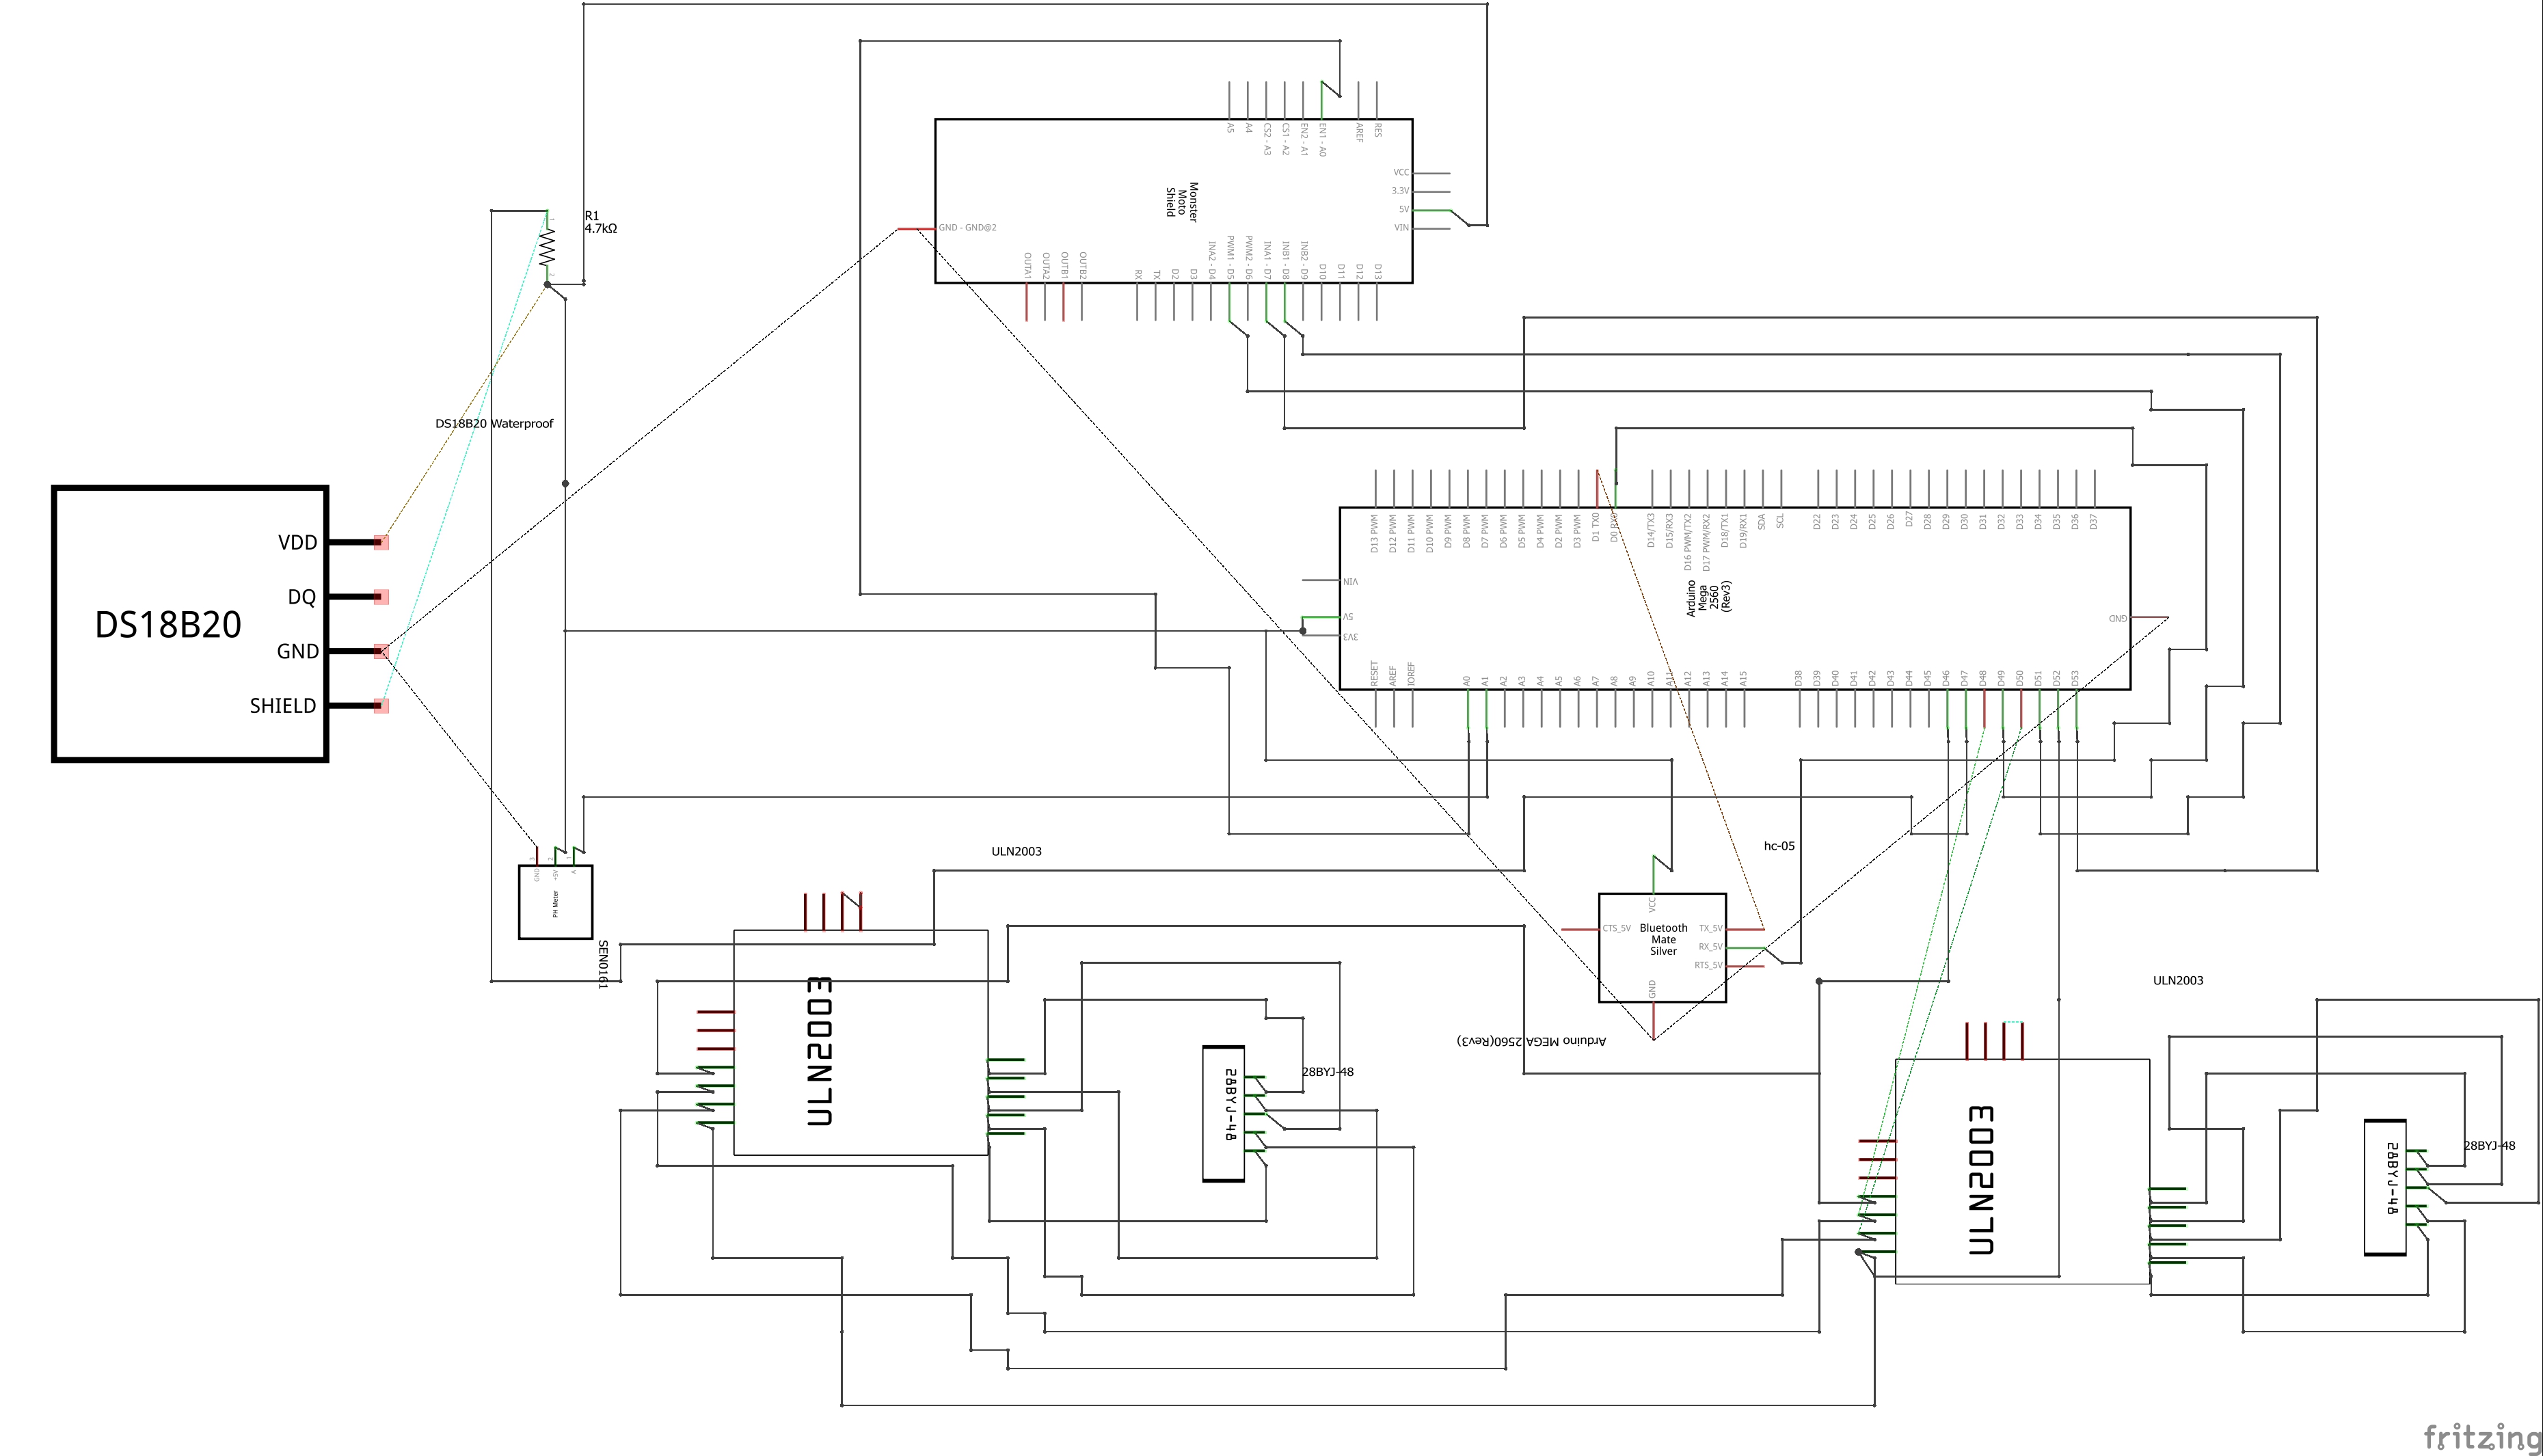 A5
A4
CS2 - A3
CS1 - A2
EN2 - A1
EN1 - A0
AREF
RES
VCC
3.3V
5V
VIN
Monster
Moto
Shield
GND - GND@2
OUTA1
OUTA2
OUTB1
OUTB2
RX
TX
D2
D3
INA2 - D4
PWM1 - D5
PWM2 - D6
INA1 - D7
INB1 - D8
INB2 - D9
D10
D11
D12
D13
1
R1
4.7kΩ
2
DS18B20 Waterproof
DS18B20
VDD
DQ
GND
SHIELD
D13 PWM
D12 PWM
D11 PWM
D10 PWM
D9 PWM
D8 PWM
D7 PWM
D6 PWM
D5 PWM
D4 PWM
D2 PWM
D3 PWM
D1 TX0
D0 RX0
D14/TX3
D15/RX3
D16 PWM/TX2
D17 PWM/RX2
D18/TX1
D19/RX1
SDA
SCL
D22
D23
D24
D25
D26
D27
D28
D29
D30
D31
D32
D33
D34
D35
D36
D37
VIN
5V
3V3
Arduino
Mega
2560
(Rev3)
GND
RESET
AREF
IOREF
A0
A1
A2
A3
A4
A5
A6
A7
A8
A9
A10
A11
A12
A13
A14
A15
D38
D39
D40
D41
D42
D43
D44
D45
D46
D47
D48
D49
D50
D51
D52
D53
3
2
1
GND
+5V
A
PH Meter
SEN0161
ULN2003
ULN2003
28BYJ-48
28BYJ-48
hc-05
VCC
CTS_5V
Bluetooth
Mate
Silver
TX_5V
RX_5V
RTS_5V
GND
Arduino MEGA 2560(Rev3)
ULN2003
ULN2003
28BYJ-48
28BYJ-48
fritzing